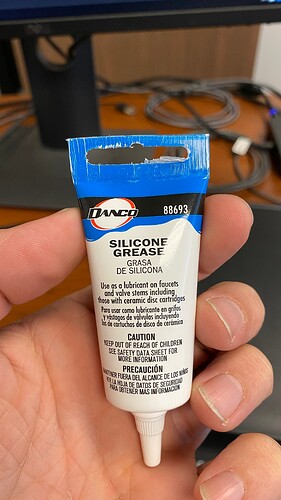 DANCO
88693
SILICONE
GREASE
GRASA
DE SILICONA
Use as a lubricant on faucets
and valve stems including
those with ceramic disc cartridges
Para usar como lubricante en grifos
y vástagos de válvulas incluyendo
los de cartuchos de disco de cerámica
CAUTION
KEEP OUT OF REACH OF CHILDREN
SEE SAFETY DATA SHEET FOR
MORE INFORMATION
PRECAUCIÓN
MANTENER FUERA DEL ALCANCE DE LOS NIÑOS
VER LA HOJA DE DATOS DE SEGURIDAD
PARA OBTENER MAS INFORMACIÓN